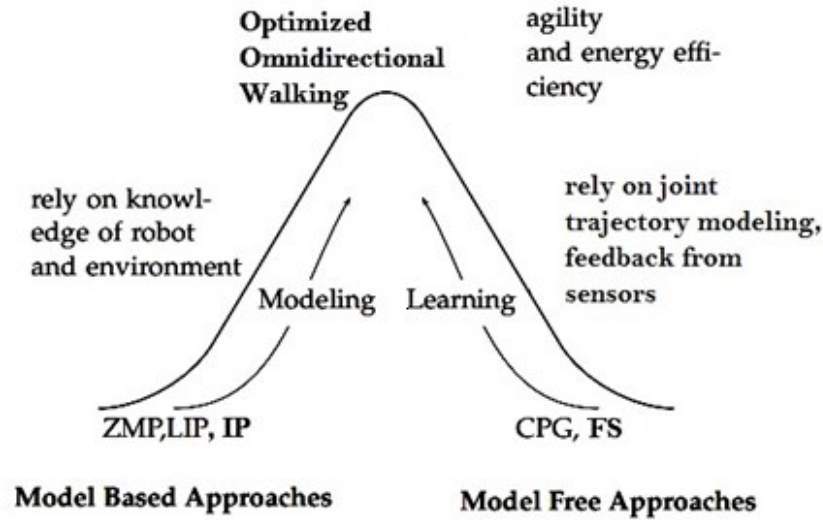 Optimized
Omnidirectional
Walking
agility
and energy effi-
ciency
rely on knowl-
edge of robot
and environment
rely on joint
trajectory modeling,
feedback from
sensors
Modeling
Learning
ZMP,LIP, IP
CPG, FS
Model Based Approaches
Model Free Approaches